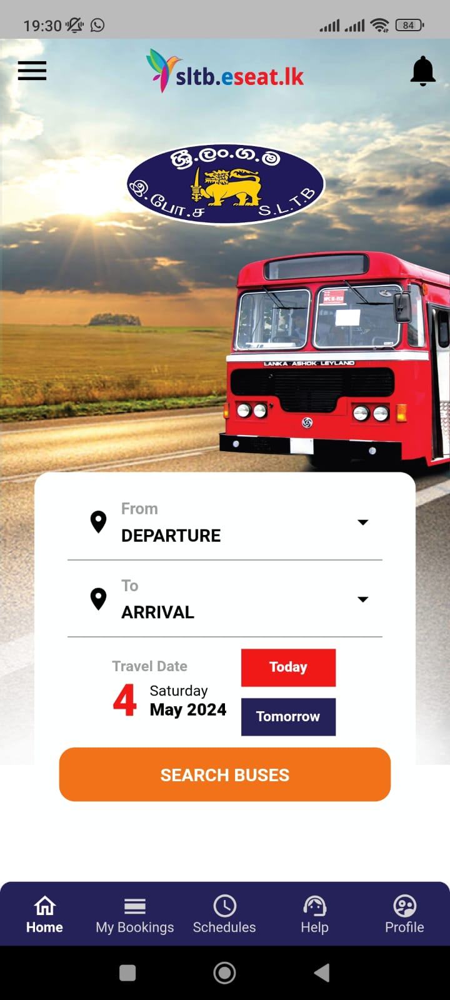 19:30
84
sltb.eseat.lk
ශ්‍රී.ලං.ග.ම
இ.போ.ச S.L.T.B
LANKA ASHOK LEYLAND
From
DEPARTURE
To
ARRIVAL
Travel Date
Today
4 Saturday
May 2024
Tomorrow
SEARCH BUSES
Home My Bookings Schedules Help Profile